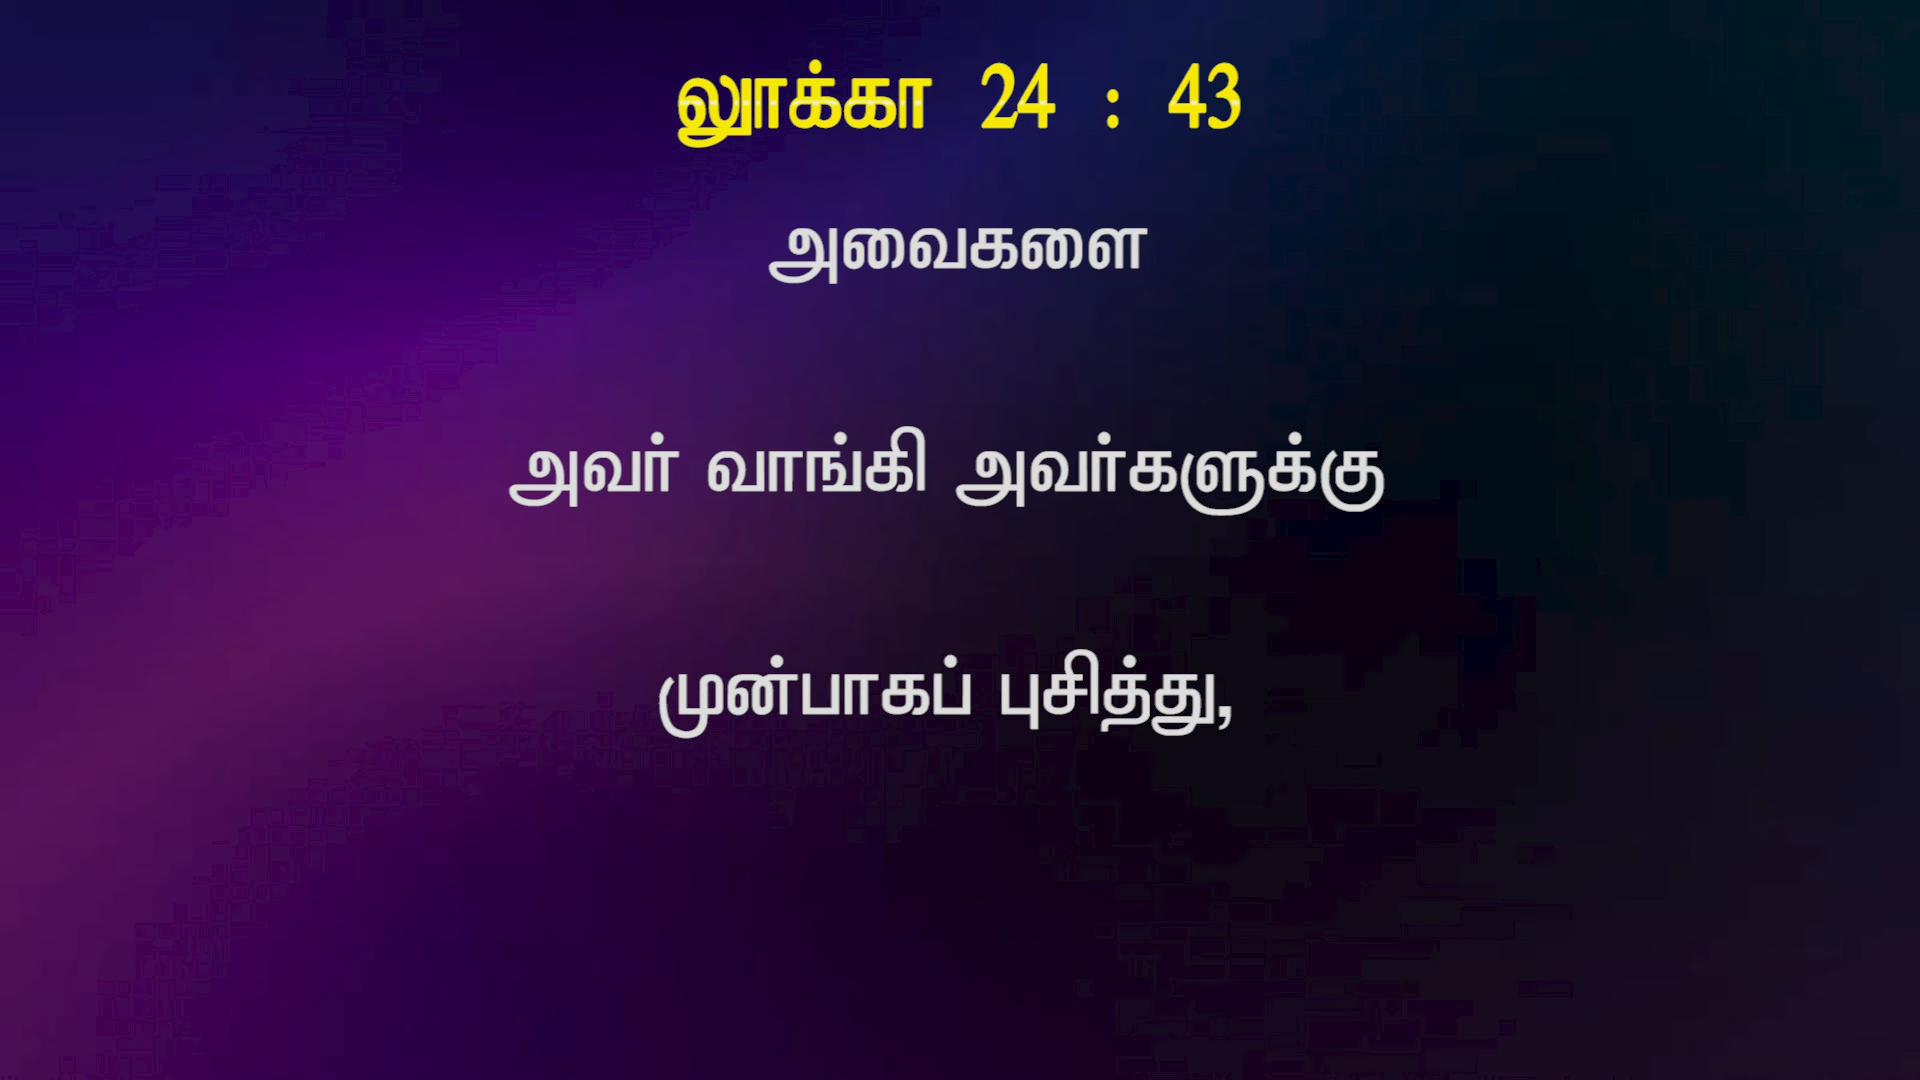 லூக்கா 24 : 43
அவைகளை
அவர் வாங்கி அவர்களுக்கு
முன்பாகப் புசித்து,